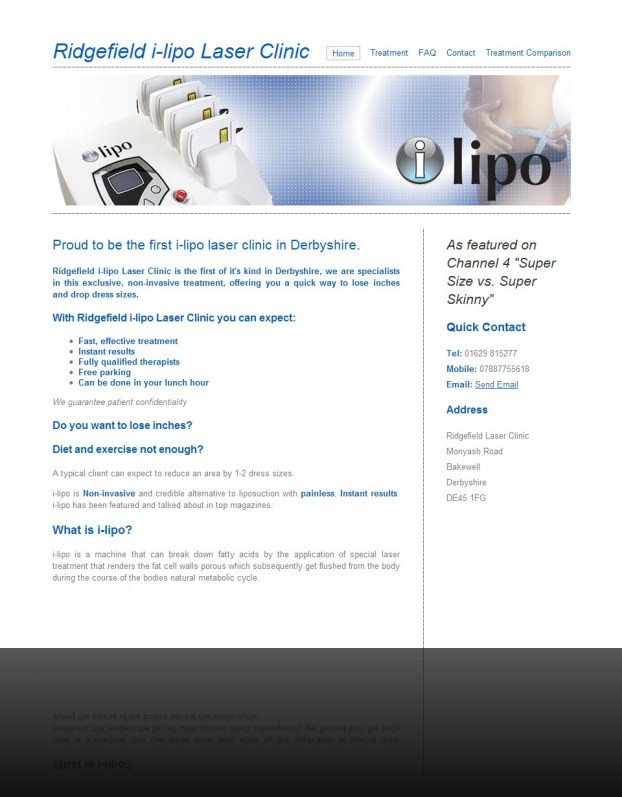 Ridgefield i-lipo Laser Clinic
Home Treatment FAQ Contact Treatment Comparison
i lipo
i lipo
Proud to be the first i-lipo laser clinic in Derbyshire.
Ridgefield i-lipo Laser Clinic is the first of it's kind in Derbyshire, we are specialists
in this exclusive, non-invasive treatment, offering you a quick way to lose inches
and drop dress sizes.
With Ridgefield i-lipo Laser Clinic you can expect:
Fast, effective treatment
Instant results
Fully qualified therapists
Free parking
Can be done in your lunch hour
We guarantee patient confidentiality
Do you want to lose inches?
Diet and exercise not enough?
A typical client can expect to reduce an area by 1-2 dress sizes.
i-lipo is Non-invasive and credible alternative to liposuction with painless, Instant results.
i-lipo has been featured and talked about in top magazines.
What is i-lipo?
i-lipo is a machine that can break down fatty acids by the application of special laser
treatment that renders the fat cell walls porous which subsequently get flushed from the body
during the course of the bodies natural metabolic cycle.
As featured on
Channel 4 "Super
Size vs. Super
Skinny"
Quick Contact
Tel: 01629 815277
Mobile: 07887755618
Email: Send Email
Address
Ridgefield Laser Clinic
Monyash Road
Bakewell
Derbyshire
DE45 1FG